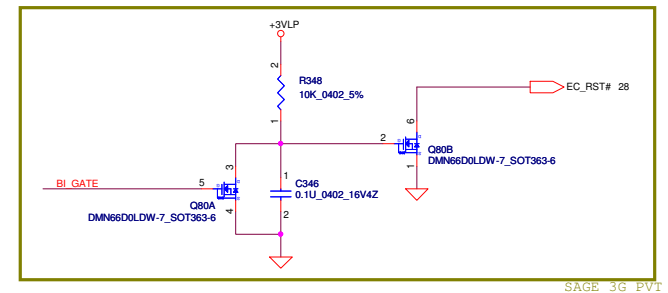 +3VLP
2
R348
10K_0402_5%
1
EC_RST# 28
6
2
Q80B
DMN66D0LDW-7_SOT363-6
1
3
BI_GATE
5
Q80A
DMN66D0LDW-7_SOT363-6
4
1
C346
0.1U_0402_16V4Z
2
SAGE 3G PVT